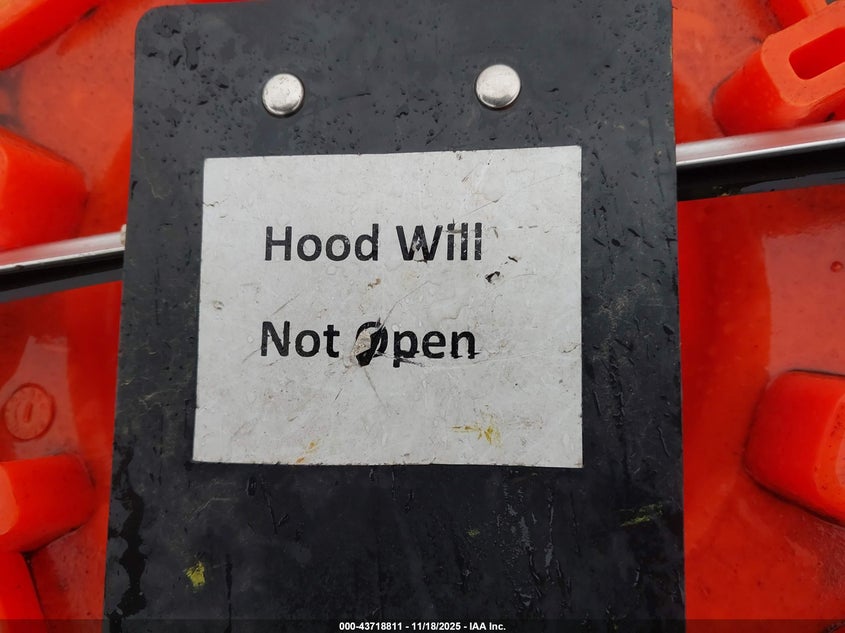 Hood Will
Not Open
000-43718811 - 11/18/2025 - IAA Inc.